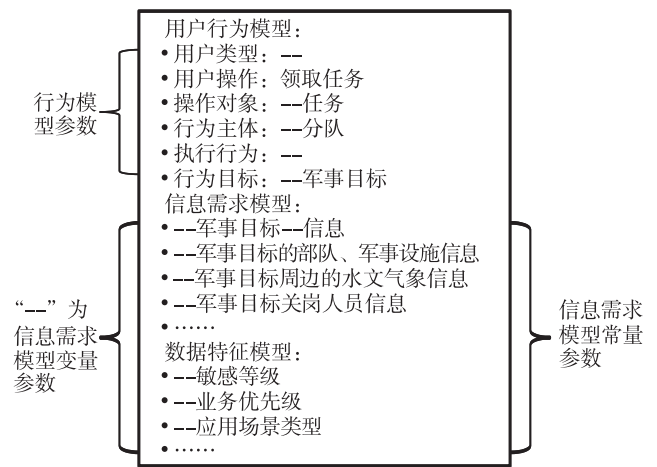 用户行为模型：
•用户类型：--
•用户操作：领取任务
•操作对象：--任务
•行为主体：--分队
•执行行为：--
•行为目标：--军事目标
行为模
型参数
信息需求模型：
•--军事目标--信息
•--军事目标的部队、军事设施信息
•--军事目标周边的水文气象信息
•--军事目标关岗人员信息
•……
数据特征模型：
•--敏感等级
•--业务优先级
•--应用场景类型
•……
“--”为
信息需求
模型变量
参数
信息需求
模型常量
参数